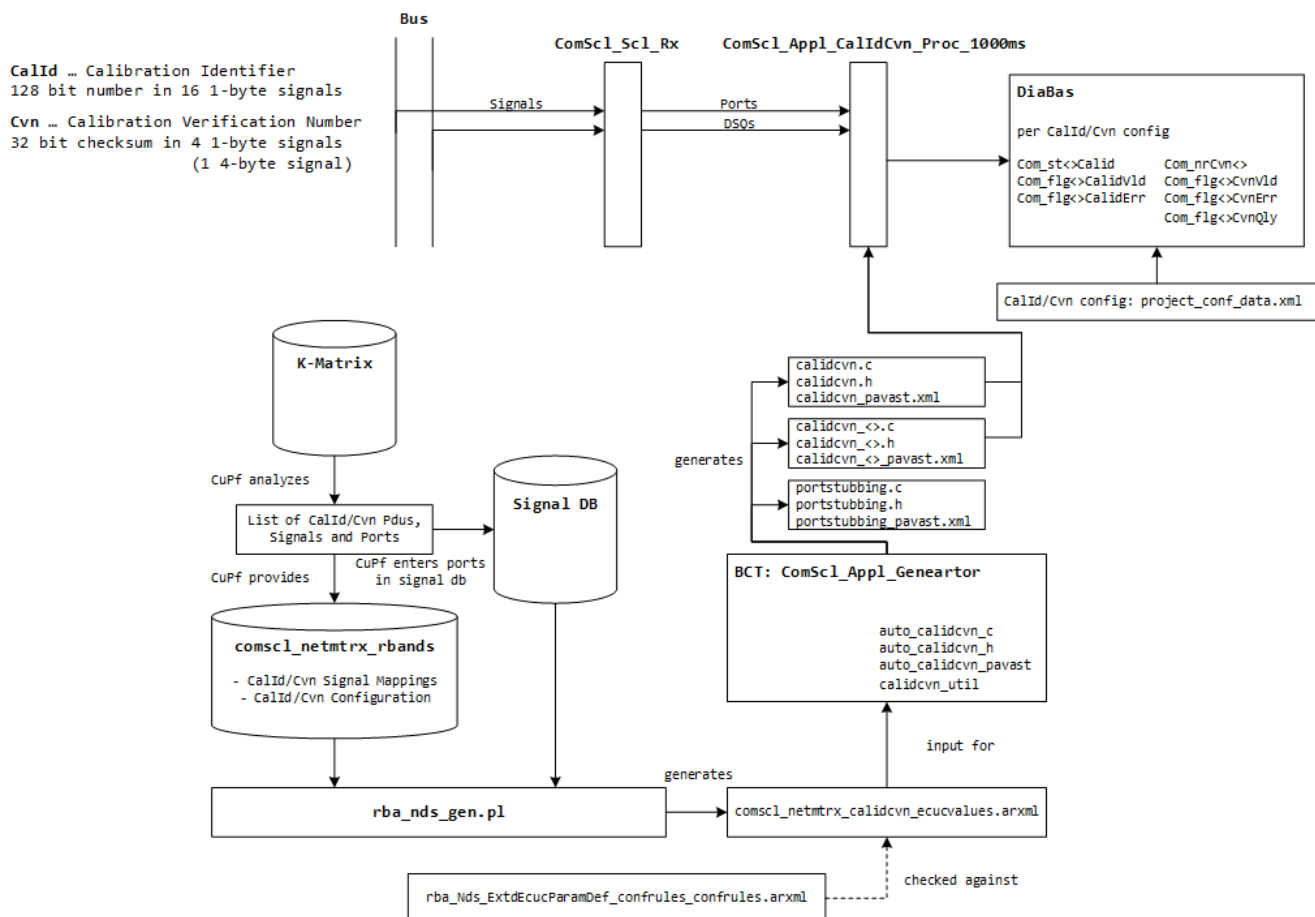 Bus
ComScl_Scl_Rx
ComScl_Appl_CalIdCvn_Proc_1000ms
CalId … Calibration Identifier
128 bit number in 16 1-byte signals
Cvn … Calibration Verification Number
32 bit checksum in 4 1-byte signals
(1 4-byte signal)
Signals
Ports
DSQs
DiaBas
per CalId/Cvn config
Com_st<>Calid
Com_flg<>CalidVld
Com_flg<>CalidErr
Com_nrCvn<>
Com_flg<>CvnVld
Com_flg<>CvnErr
Com_flg<>CvnQly
CalId/Cvn config: project_conf_data.xml
K-Matrix
CuPf analyzes
List of CalId/Cvn Pdus,
Signals and Ports
CuPf provides
CuPf enters ports
in signal db
Signal DB
comscl_netmtrx_rbands
- CalId/Cvn Signal Mappings
- CalId/Cvn Configuration
generates
calidcvn.c
calidcvn.h
calidcvn_pavast.xml
calidcvn_<>.c
calidcvn_<>.h
calidcvn_<>_pavast.xml
portstubbing.c
portstubbing.h
portstubbing_pavast.xml
BCT: ComScl_Appl_Geneartor
auto_calidcvn_c
auto_calidcvn_h
auto_calidcvn_pavast
calidcvn_util
input for
rba_nds_gen.pl
generates
comscl_netmtrx_calidcvn_ecucvalues.arxml
checked against
rba_Nds_ExtdEcucParamDef_confrules_confrules.arxml